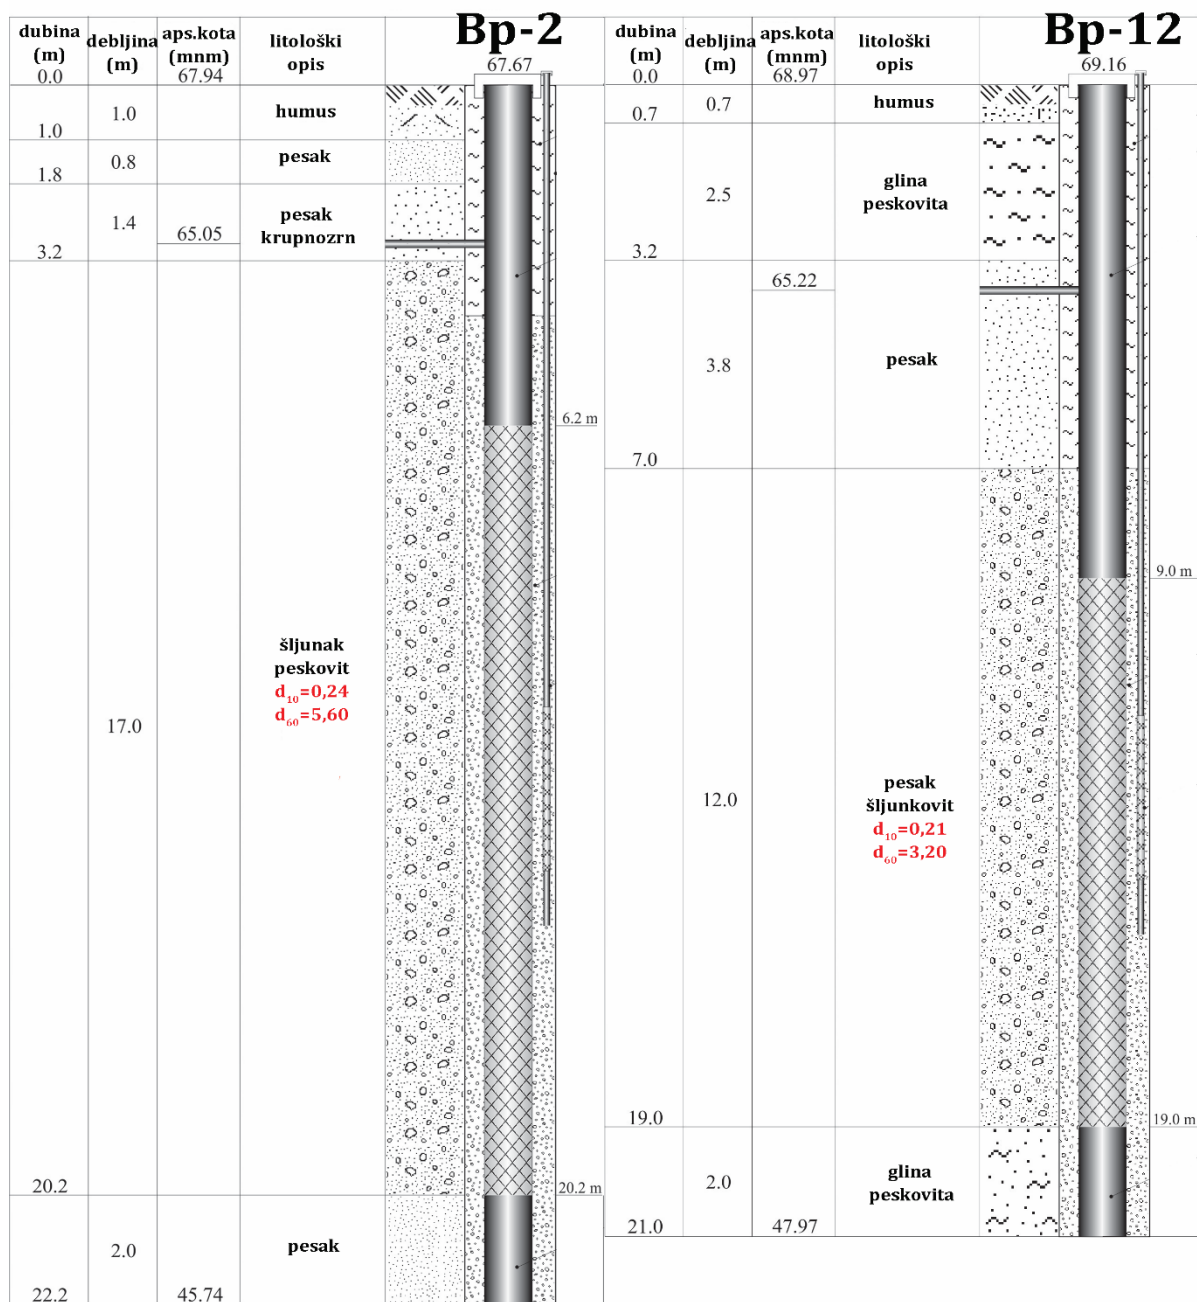 Bp-2
dubina
(m)
0.0
debljina
(m)
aps.kota
(mnm)
67.94
litološki
opis
67.67
1.0
1.0
humus
1.8
0.8
pesak
3.2
1.4
65.05
pesak
krupnozrn
6.2 m
17.0
šljunak
peskovit
d10=0,24
d60=5,60
20.2
20.2 m
2.0
pesak
22.2
45.74
Bp-12
dubina
(m)
0.0
debljina
(m)
aps.kota
(mnm)
68.97
litološki
opis
69.16
0.7
0.7
humus
2.5
glina
peskovita
3.2
65.22
3.8
pesak
7.0
9.0 m
12.0
pesak
šljunkovit
d10=0,21
d60=3,20
19.0
19.0 m
2.0
glina
peskovita
21.0
47.97